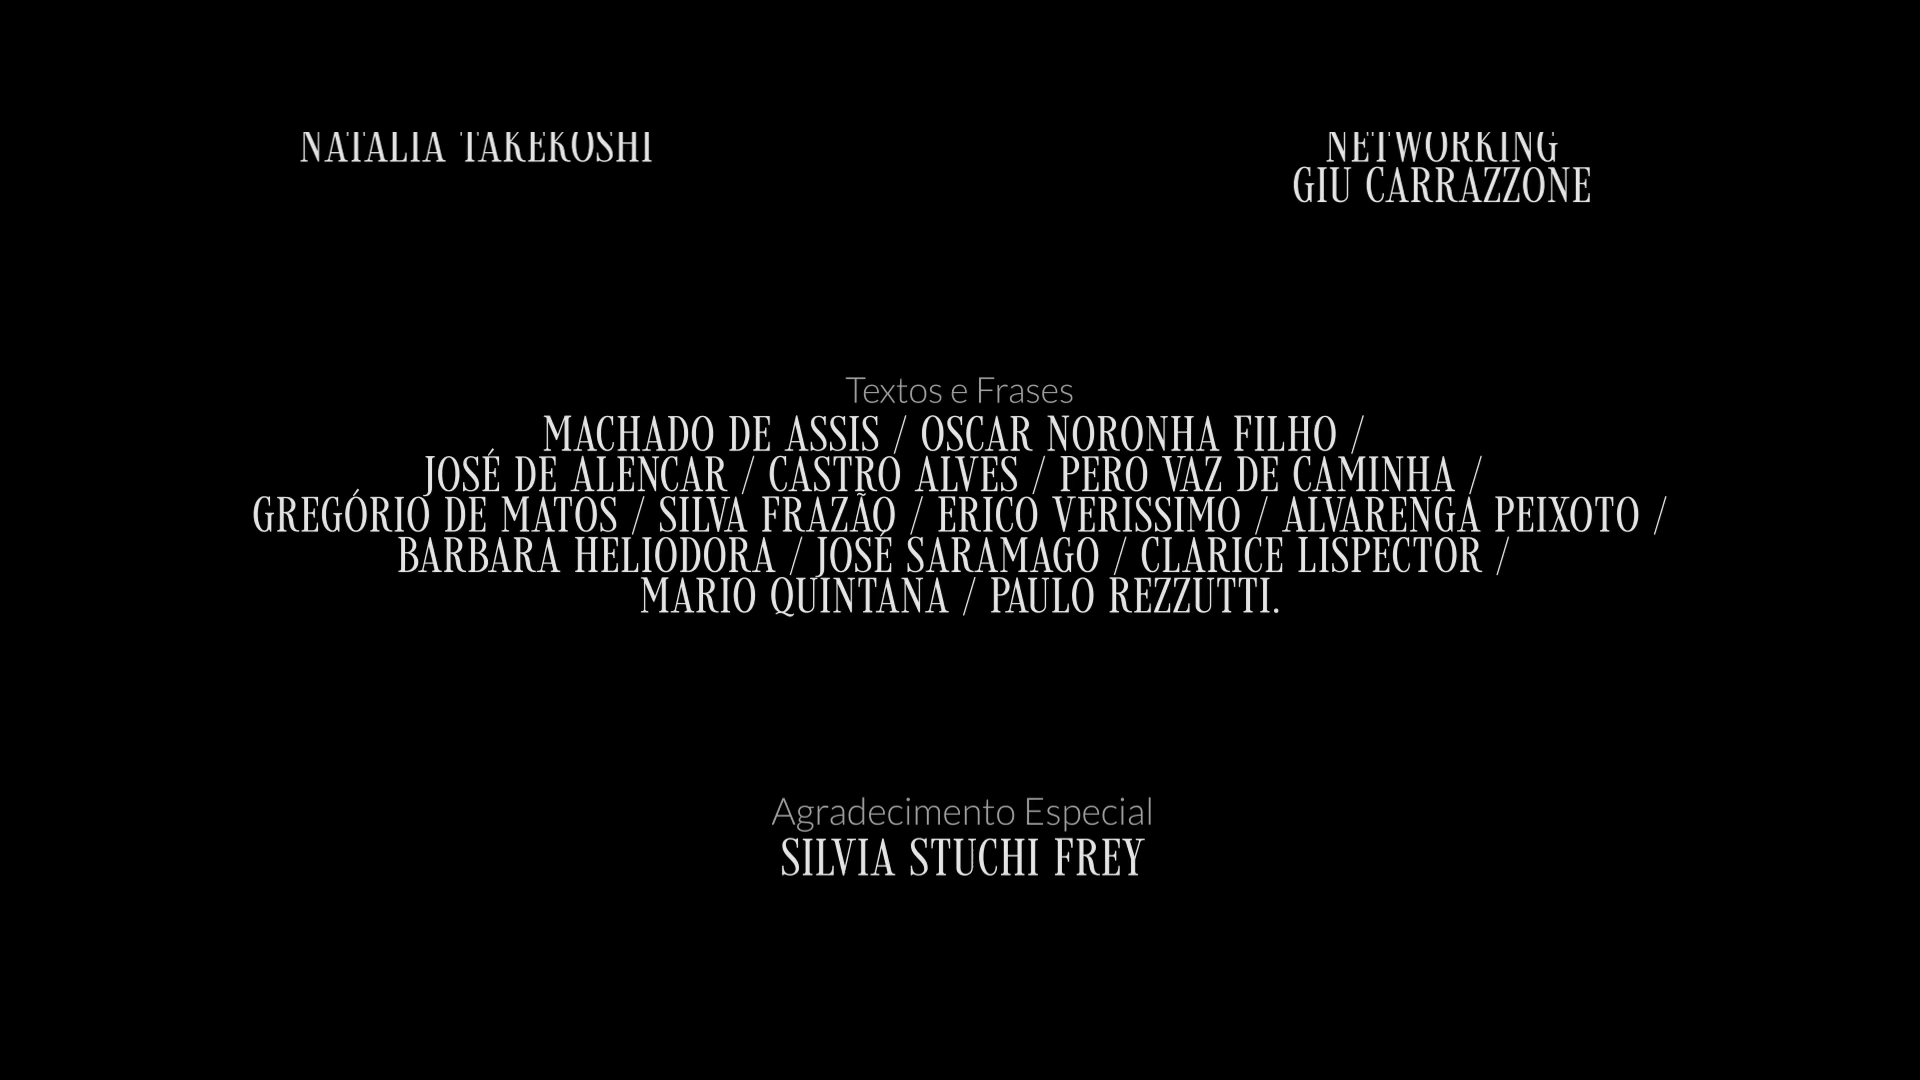 NATALIA TAKEKOSHI
NETWORKING
GIU CARRAZZONE
Textos e Frases
MACHADO DE ASSIS / OSCAR NORONHA FILHO /
JOSÉ DE ALENCAR / CASTRO ALVES / PERO VAZ DE CAMINHA /
GREGÓRIO DE MATOS / SILVA FRAZÃO / ERICO VERISSIMO / ALVARENGA PEIXOTO /
BARBARA HELIODORA / JOSÉ SARAMAGO / CLARICE LISPECTOR /
MARIO QUINTANA / PAULO REZZUTTI.
Agradecimento Especial
SILVIA STUCHI FREY